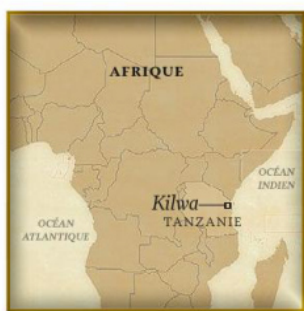 AFRIQUE
OCÉAN
INDIEN
Kilwa
TANZANIE
OCÉAN
ATLANTIQUE